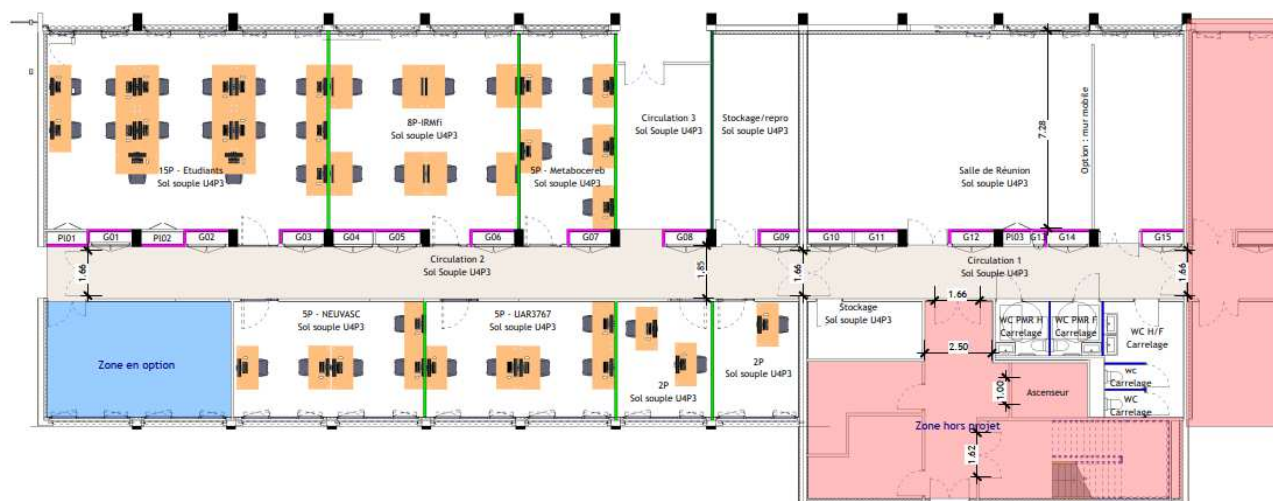 15P - Etudiants
Sol souple U4P3
8P-IRMfi
Sol souple U4P3
5P - Metabocereb
Sol souple U4P3
Circulation 3
Sol Souple U4P3
Stockage/repro
Sol souple U4P3
7.28
Salle de Réunion
Sol souple U4P3
Option : mur mobile
PI01
G01
PI02
G02
G03
G04
G05
G06
G07
G08
G09
G10
G11
G12
PI03
G13
G14
G15
1.66
Circulation 2
Sol Souple U4P3
1.85
1.66
Circulation 1
Sol Souple U4P3
1.66
1.66
Zone en option
5P - NEUVASC
Sol souple U4P3
5P - UAR3767
Sol souple U4P3
2P
Sol souple U4P3
2P
Sol souple U4P3
Stockage
Sol souple U4P3
2.50
WC PMR H
Carrelage
WC PMR F
Carrelage
WC H/F
Carrelage
WC
Carrelage
WC
Carrelage
1.00
Ascenseur
Zone hors projet
1.62